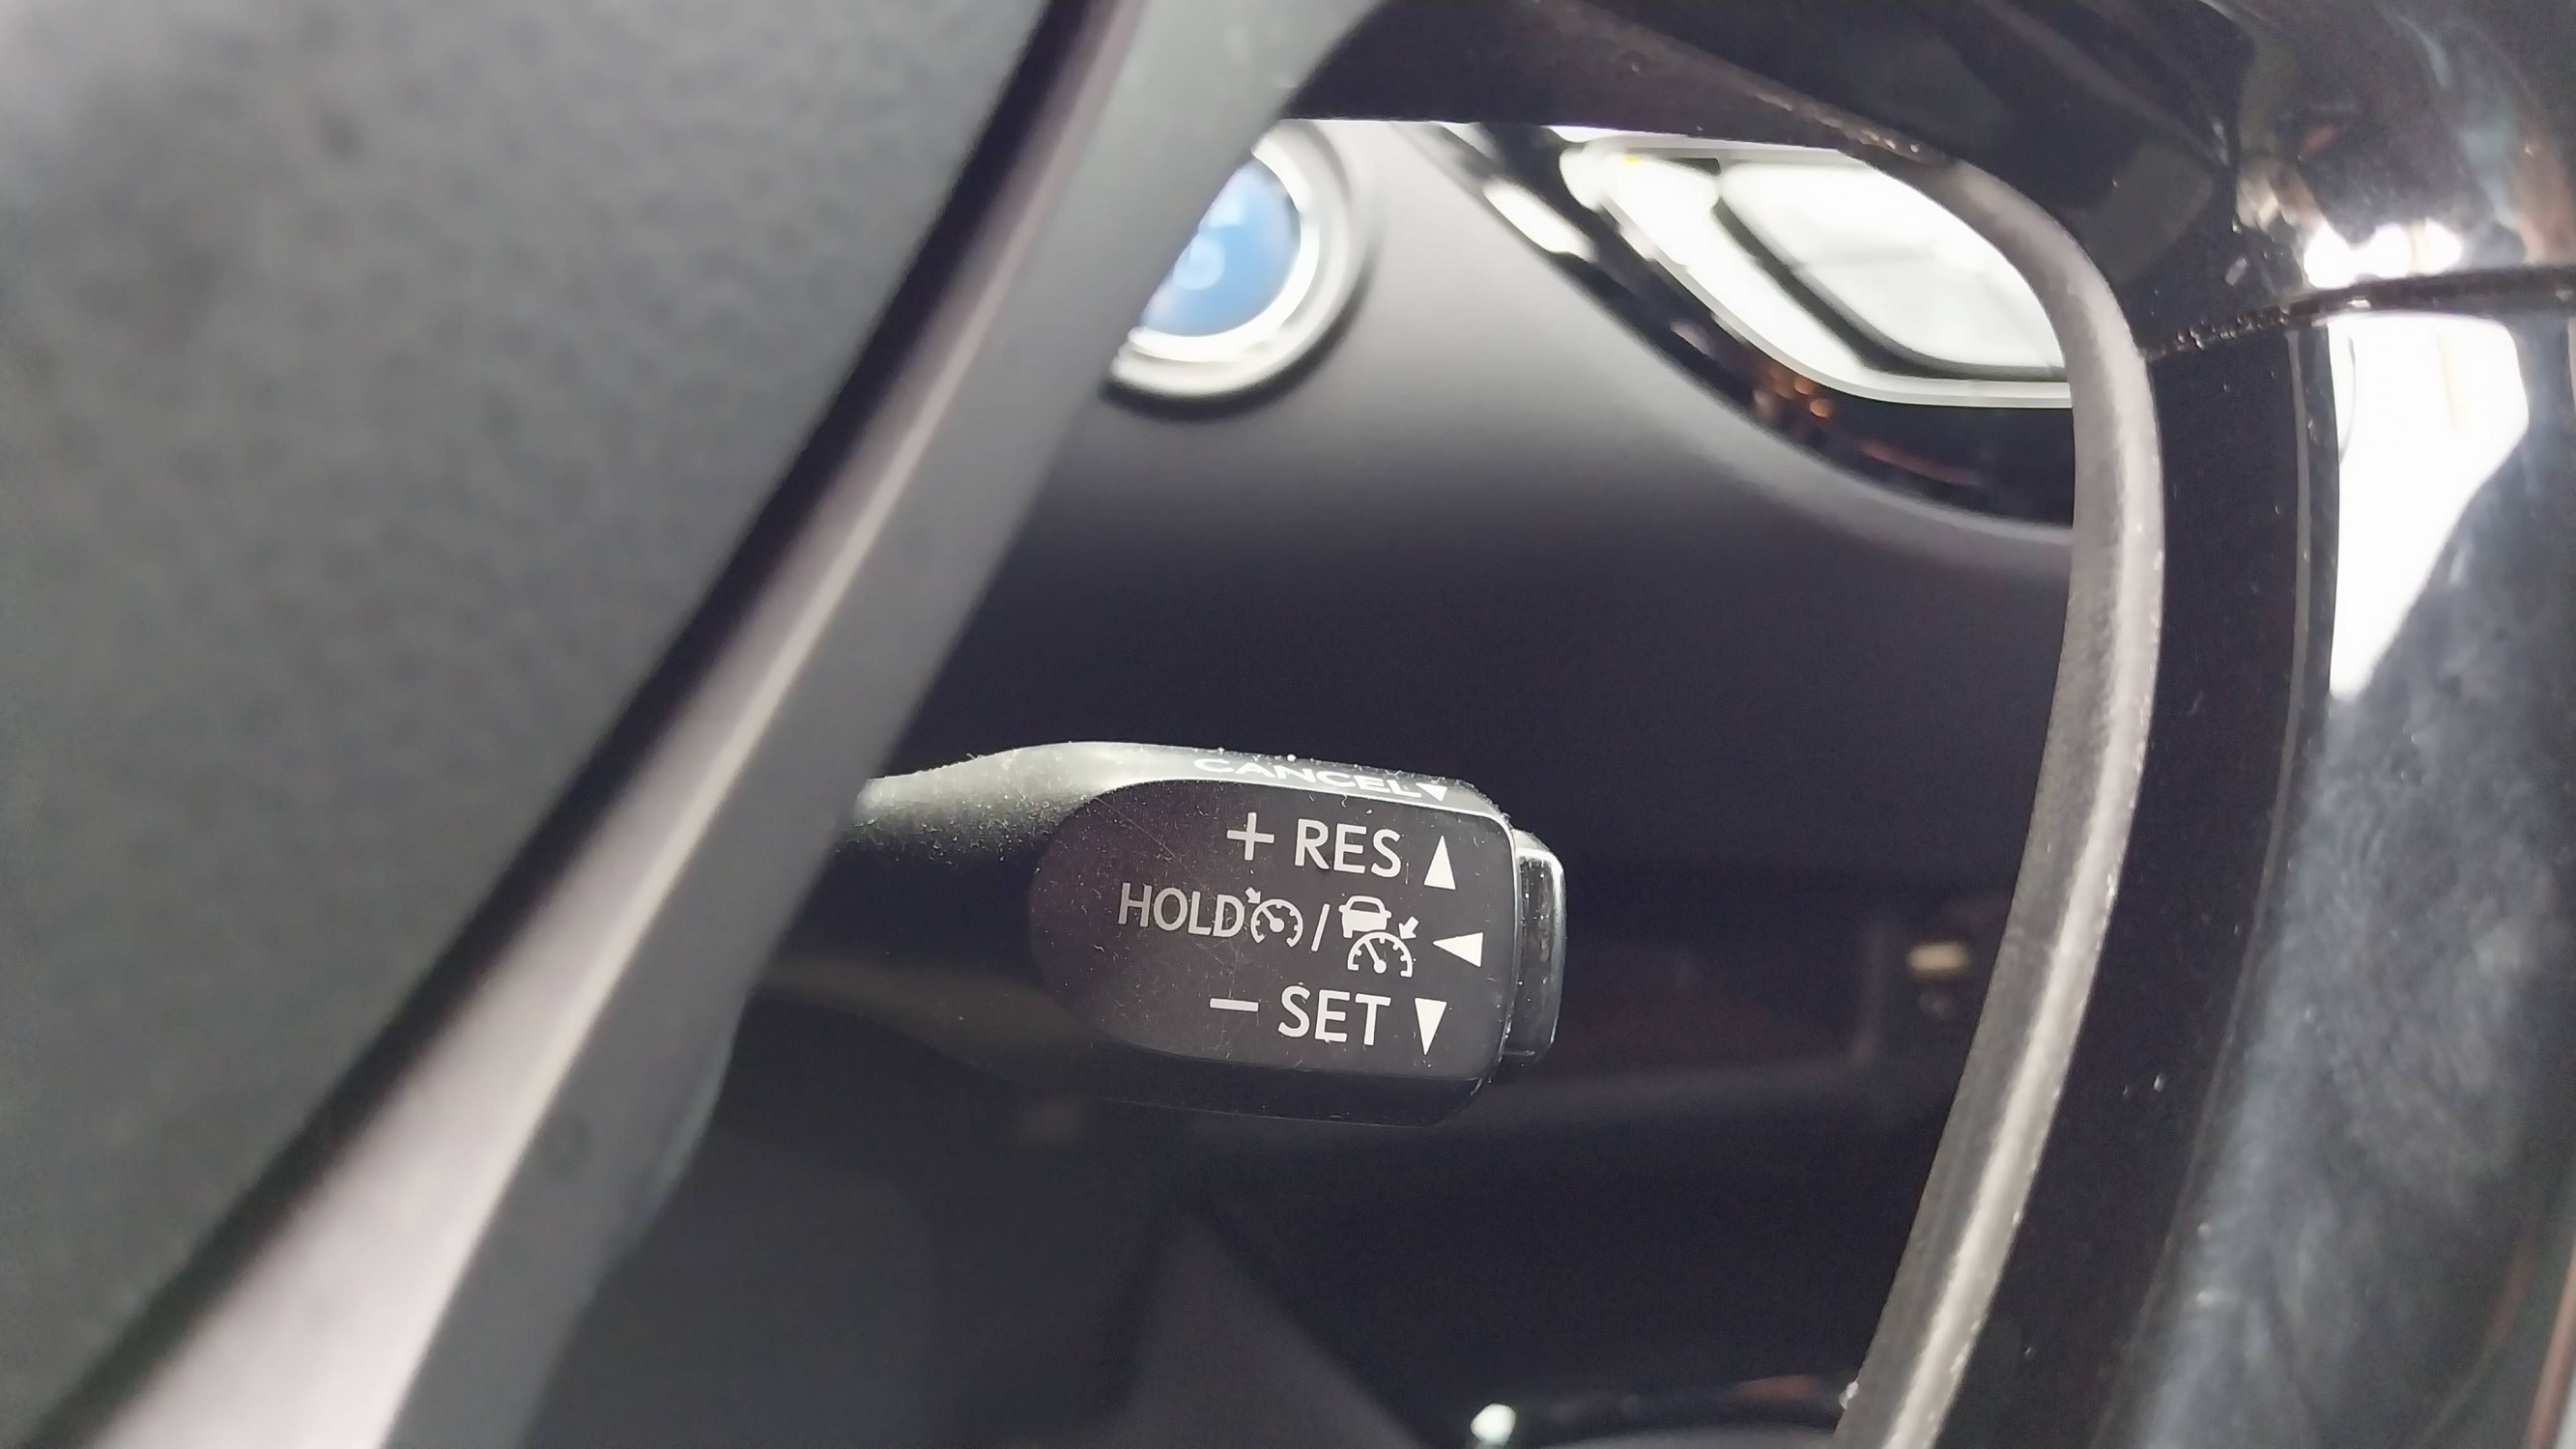 CANCEL▼
+ RES ▲
HOLD / ◀
− SET ▼